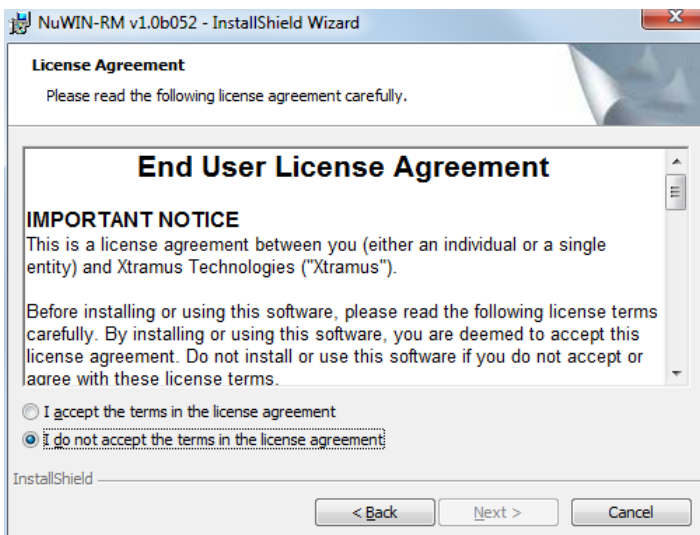 NuWIN-RM v1.0b052 - InstallShield Wizard
License Agreement
Please read the following license agreement carefully.
End User License Agreement
IMPORTANT NOTICE
This is a license agreement between you (either an individual or a single
entity) and Xtramus Technologies ("Xtramus").
Before installing or using this software, please read the following license terms
carefully. By installing or using this software, you are deemed to accept this
license agreement. Do not install or use this software if you do not accept or
agree with these license terms.
I accept the terms in the license agreement
I do not accept the terms in the license agreement
InstallShield
< Back
Next >
Cancel